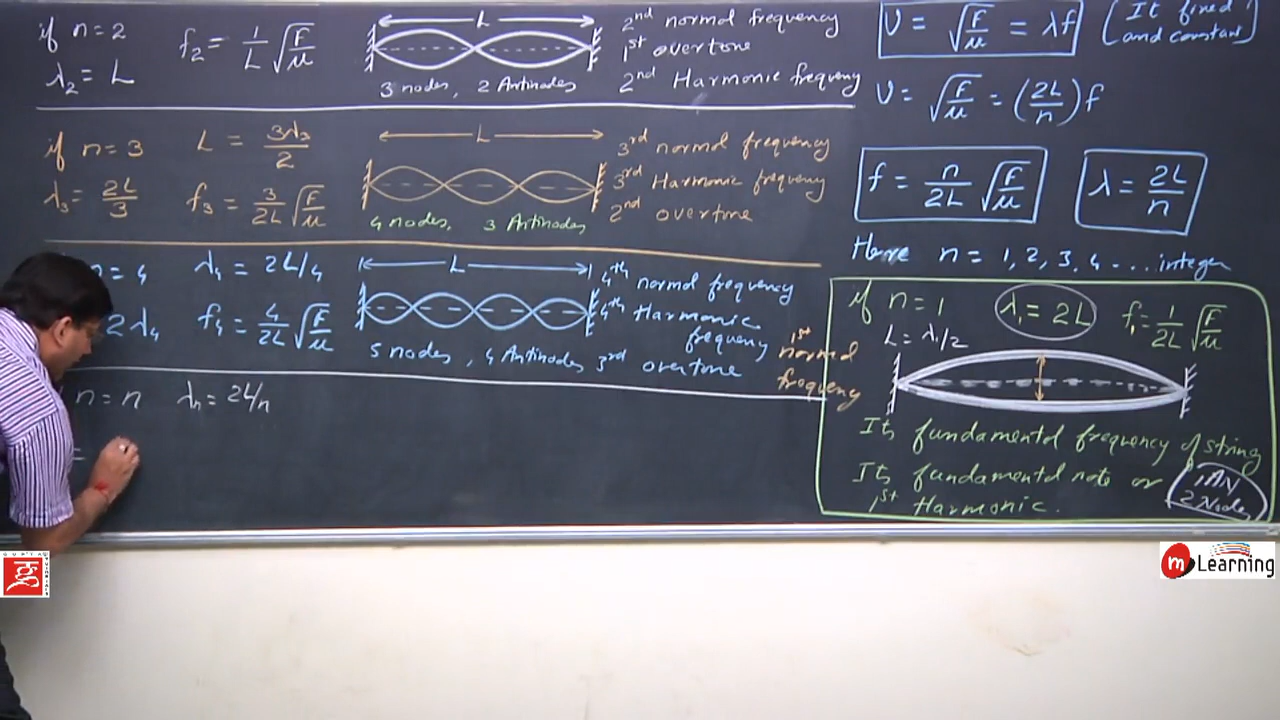 if n = 2
λ₂ = L
f₂ = 1/L √F/μ
L
3 nodes, 2 Antinodes
2nd normal frequency
1st overtone
2nd Harmonic frequency
if n = 3
λ₃ = 2L/3
L = 3λ₃/2
f₃ = 3/2L √F/μ
L
4 nodes, 3 Antinodes
3rd normal frequency
3rd Harmonic frequency
2nd overtone
n = 4
2λ₄
λ₄ = 2L/4
f₄ = 4/2L √F/μ
L
5 nodes, 4 Antinodes
4th normal frequency
4th Harmonic
frequency
3rd overtone
n = n
λn = 2L/n
=
V = √F/μ = λf
(It fixed
and constant)
V = √F/μ = (2L/n) f
f = n/2L √F/μ
λ = 2L/n
Here n = 1, 2, 3, 4 .... integer
if n = 1
λ₁ = 2L
f₁ = 1/2L √F/μ
L = λ/2
1st
normal
frequency
Its fundamental frequency of string
Its fundamental note or
1st Harmonic.
1 AN
2 Node
GUPTA
m Learning